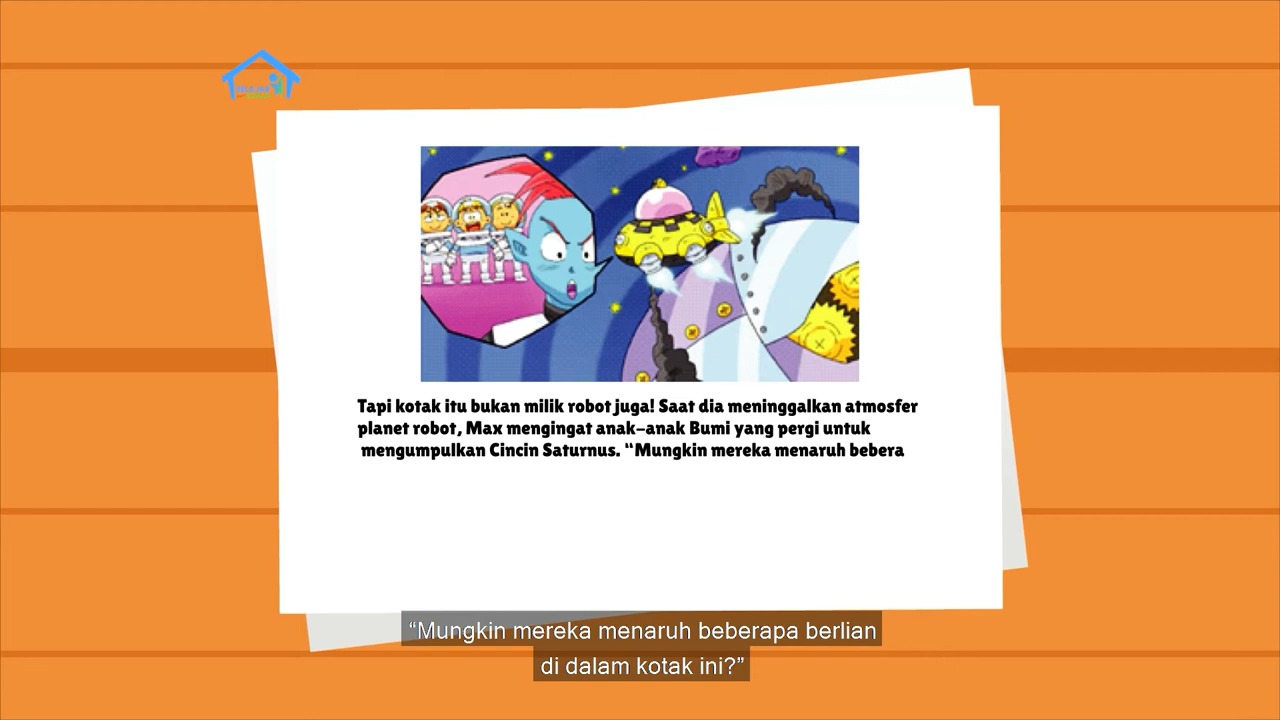 Tapi kotak itu bukan milik robot juga! Saat dia meninggalkan atmosfer
planet robot, Max mengingat anak-anak Bumi yang pergi untuk
mengumpulkan Cincin Saturnus. “Mungkin mereka menaruh bebera
“Mungkin mereka menaruh beberapa berlian
di dalam kotak ini?”